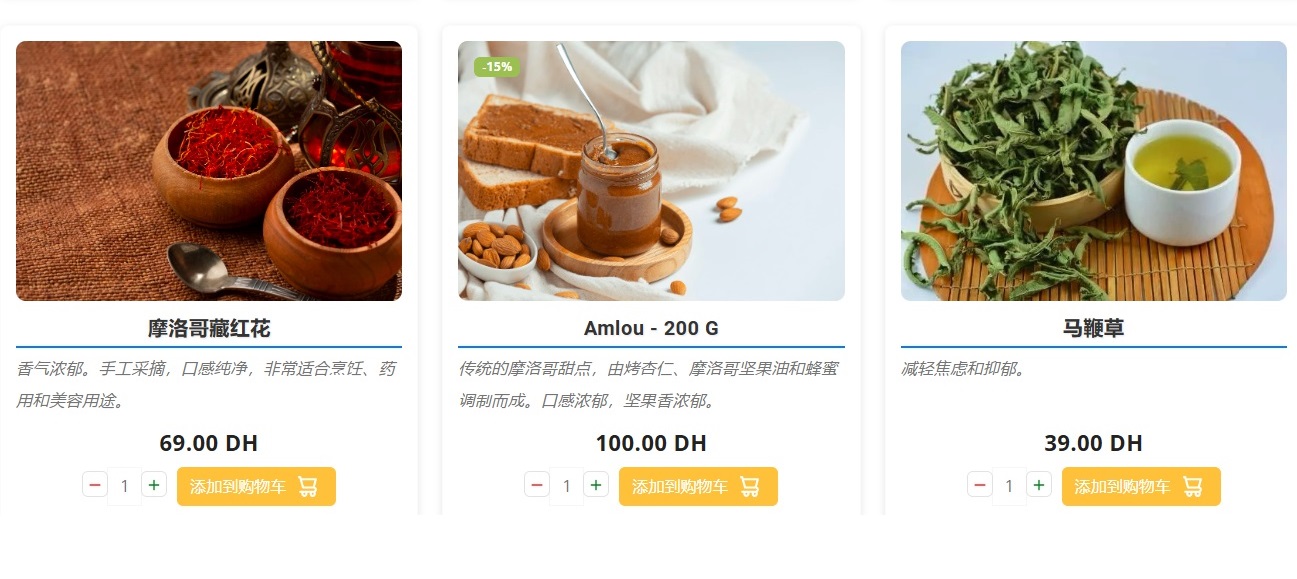 -15%
摩洛哥藏红花
香气浓郁。手工采摘，口感纯净，非常适合烹饪、药
用和美容用途。
69.00 DH
− 1 + 添加到购物车
Amlou - 200 G
传统的摩洛哥甜点，由烤杏仁、摩洛哥坚果油和蜂蜜
调制而成。口感浓郁，坚果香浓郁。
100.00 DH
− 1 + 添加到购物车
马鞭草
减轻焦虑和抑郁。
39.00 DH
− 1 + 添加到购物车